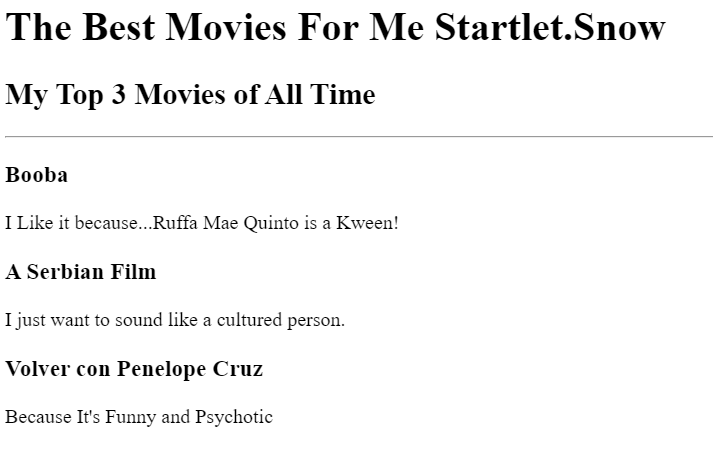 The Best Movies For Me Startlet.Snow
My Top 3 Movies of All Time
Booba
I Like it because...Ruffa Mae Quinto is a Kween!
A Serbian Film
I just want to sound like a cultured person.
Volver con Penelope Cruz
Because It's Funny and Psychotic